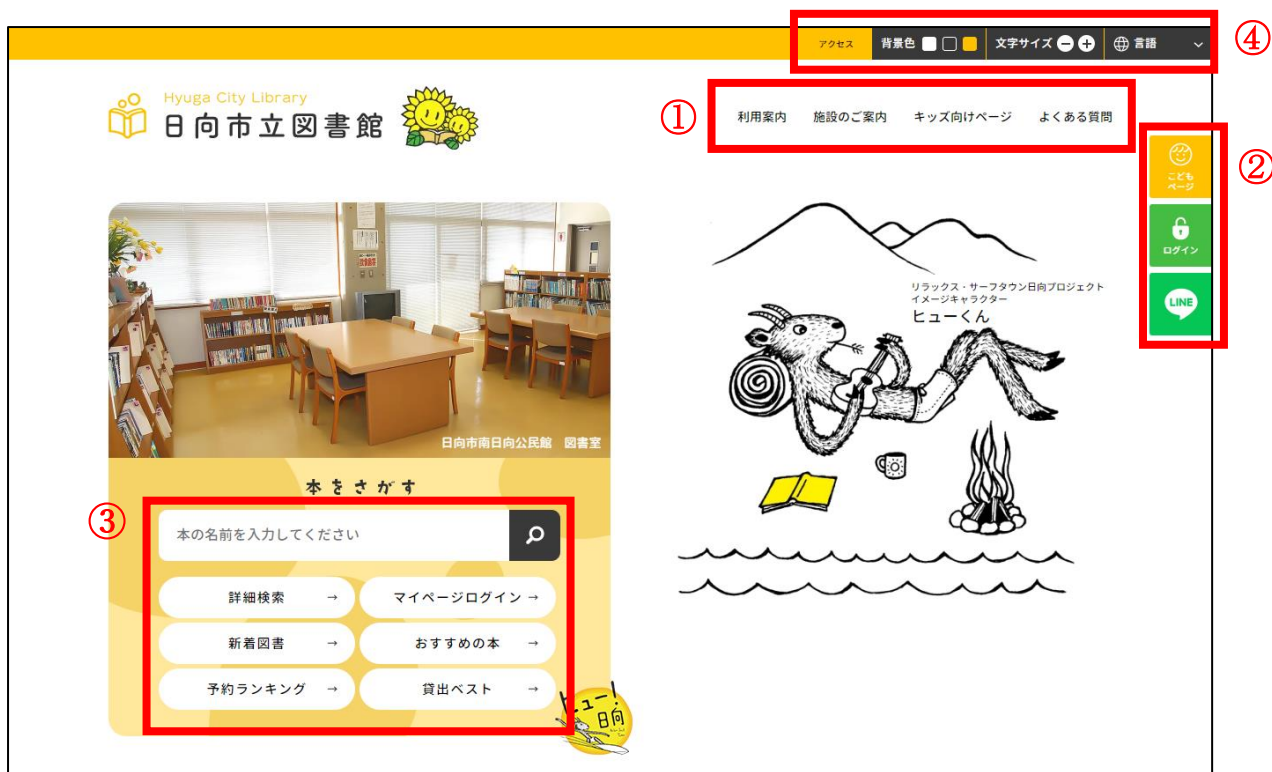 アクセス 背景色 文字サイズ 言語
④
Hyuga City Library
日向市立図書館
①
利用案内 施設のご案内 キッズ向けページ よくある質問
②
こども
ページ
ログイン
LINE
リラックス・サーフタウン日向プロジェクト
イメージキャラクター
ヒューくん
日向市南日向公民館 図書室
本をさがす
③
本の名前を入力してください
詳細検索 → マイページログイン →
新着図書 → おすすめの本 →
予約ランキング → 貸出ベスト →
ヒュー!
日向